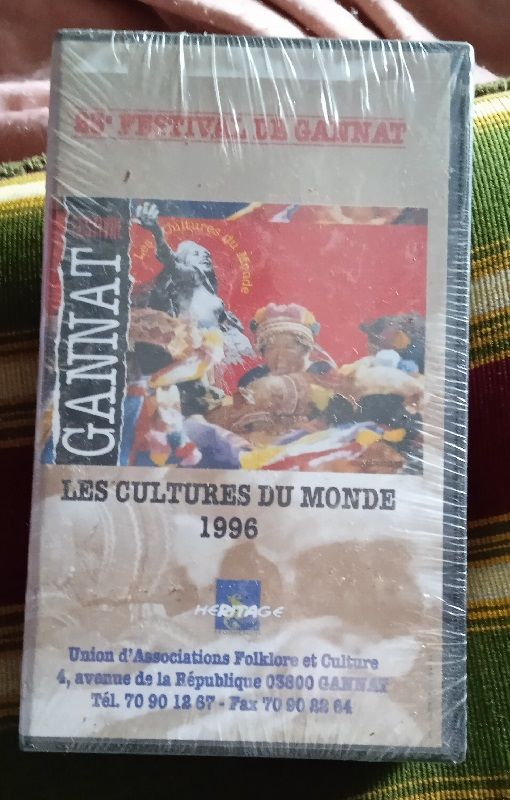 FESTIVAL DE GANNAT
Les Cultures du Monde
GANNAT
LES CULTURES DU MONDE
1996
HERITAGE
Union d'Associations Folklore et Culture
4, avenue de la République 03800 GANNAT
Tél. 70 90 12 67 - Fax 70 90 22 64